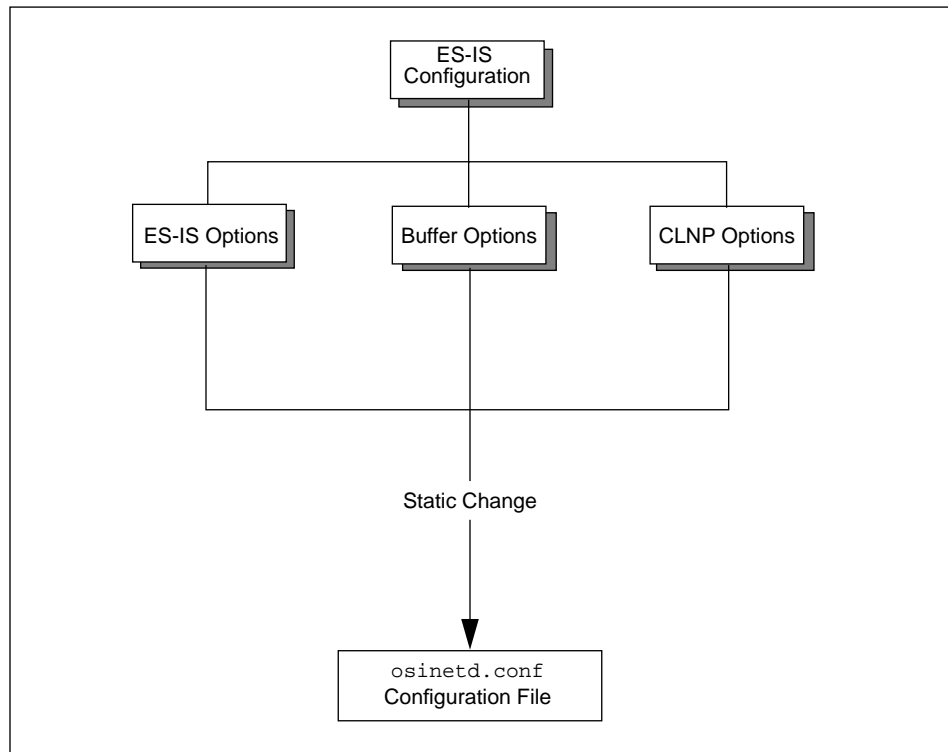 ES-IS
Configuration
ES-IS Options
Buffer Options
CLNP Options
Static Change
osinetd.conf
Configuration File